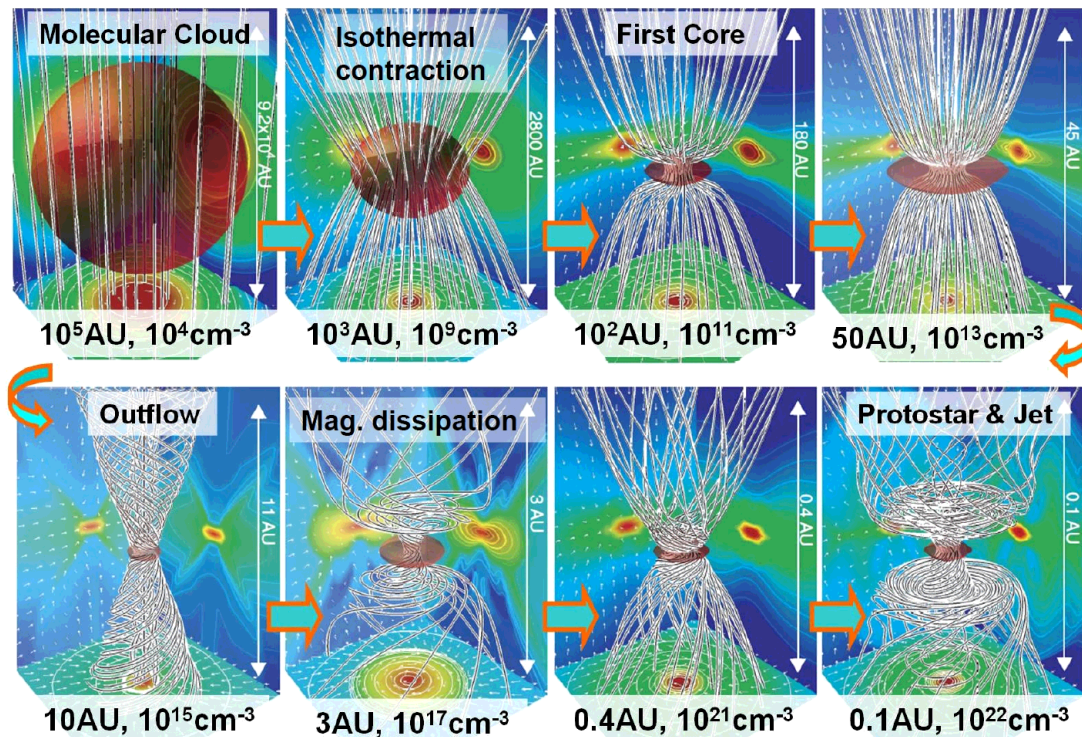 Molecular Cloud
9.2x10⁴ AU
10⁵AU, 10⁴cm⁻³
Isothermal
contraction
2800 AU
10³AU, 10⁹cm⁻³
First Core
180 AU
10²AU, 10¹¹cm⁻³
45 AU
50AU, 10¹³cm⁻³
Outflow
11 AU
10AU, 10¹⁵cm⁻³
Mag. dissipation
3 AU
3AU, 10¹⁷cm⁻³
0.4 AU
0.4AU, 10²¹cm⁻³
Protostar & Jet
0.1 AU
0.1AU, 10²²cm⁻³